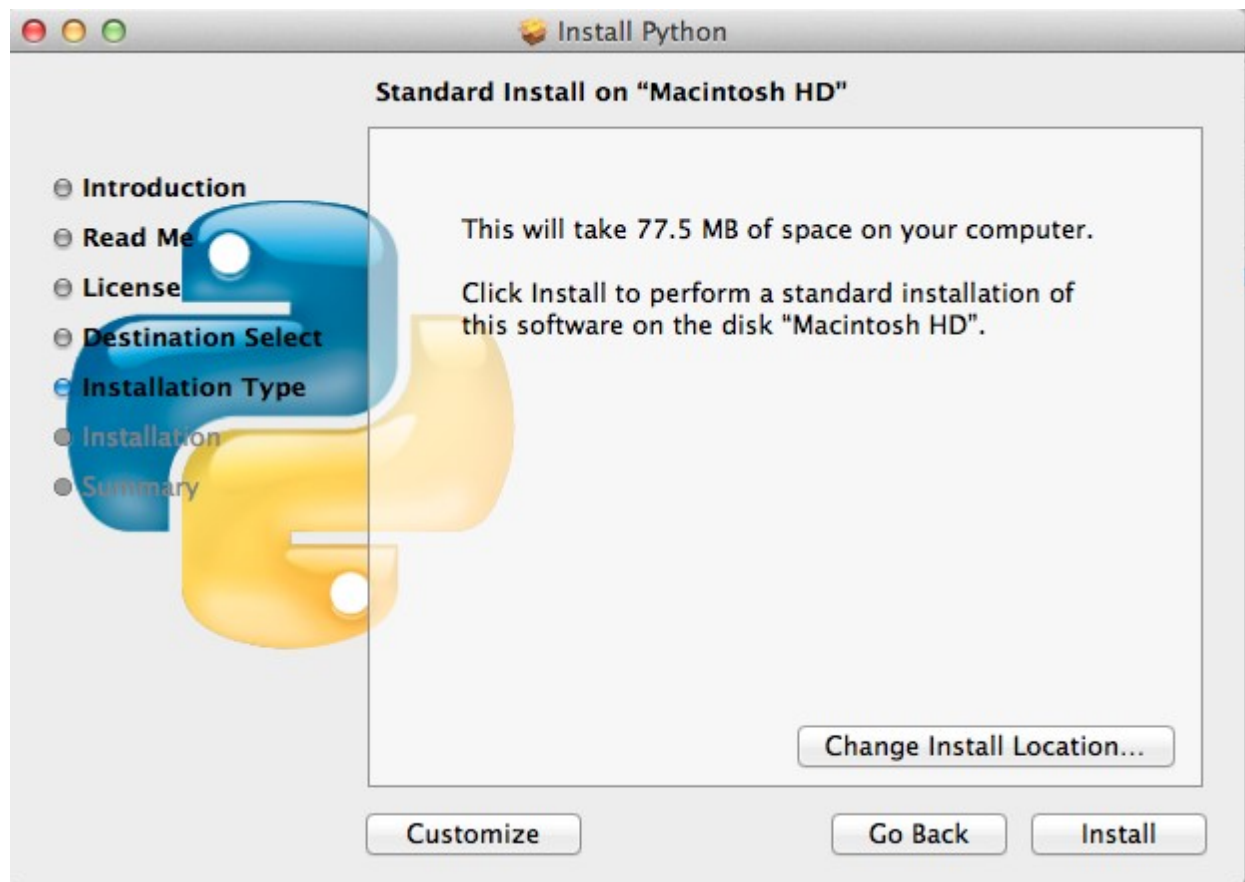 Install Python
Standard Install on “Macintosh HD”
Introduction
Read Me
License
Destination Select
Installation Type
Installation
Summary
This will take 77.5 MB of space on your computer.
Click Install to perform a standard installation of
this software on the disk “Macintosh HD”.
Change Install Location...
Customize
Go Back
Install